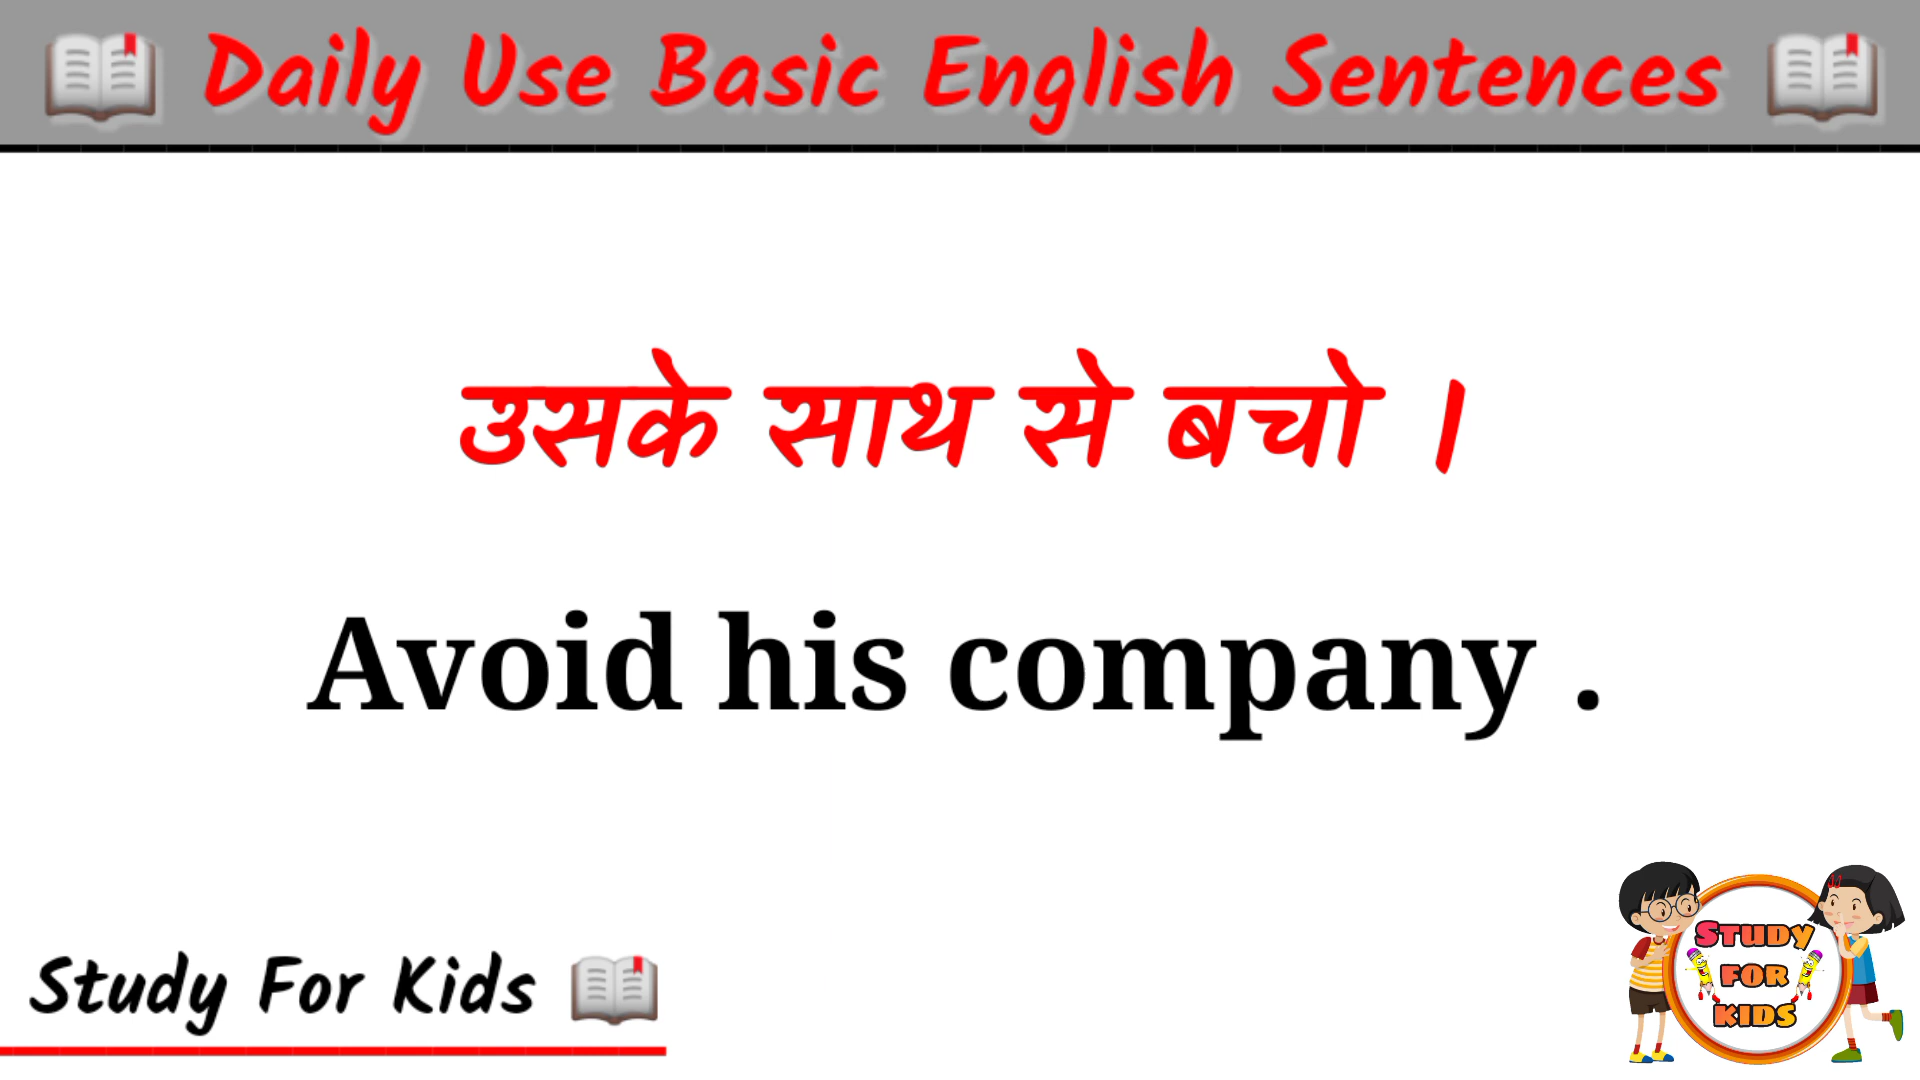 📖 Daily Use Basic English Sentences 📖
उसके साथ से बचो ।
Avoid his company .
Study For Kids 📖
STUDY
FOR
KIDS